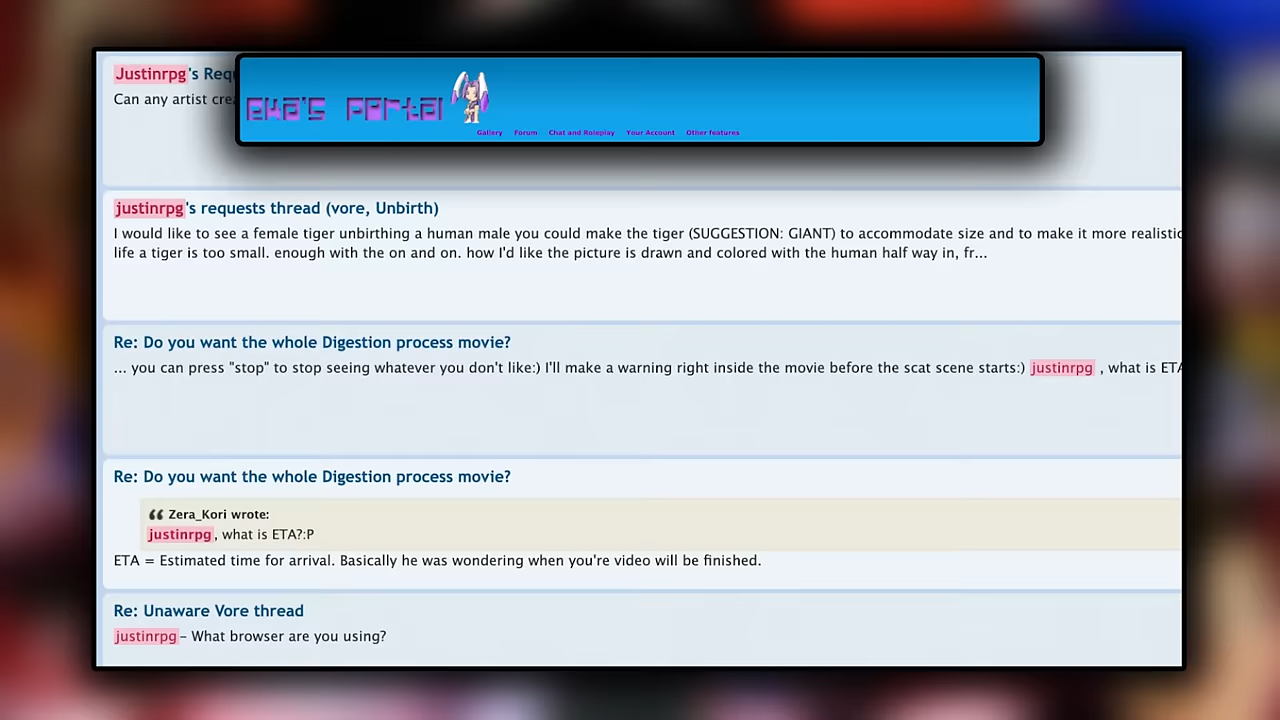 Justinrpg's Req
Can any artist cre
eka's portal
Gallery Forum Chat and Roleplay Your Account Other features
justinrpg's requests thread (vore, Unbirth)
I would like to see a female tiger unbirthing a human male you could make the tiger (SUGGESTION: GIANT) to accommodate size and to make it more realistic
life a tiger is too small. enough with the on and on. how I'd like the picture is drawn and colored with the human half way in, fr...
Re: Do you want the whole Digestion process movie?
... you can press "stop" to stop seeing whatever you don't like:) I'll make a warning right inside the movie before the scat scene starts:) justinrpg , what is ETA
Re: Do you want the whole Digestion process movie?
Zera_Kori wrote:
justinrpg, what is ETA?:P
ETA = Estimated time for arrival. Basically he was wondering when you're video will be finished.
Re: Unaware Vore thread
justinrpg– What browser are you using?